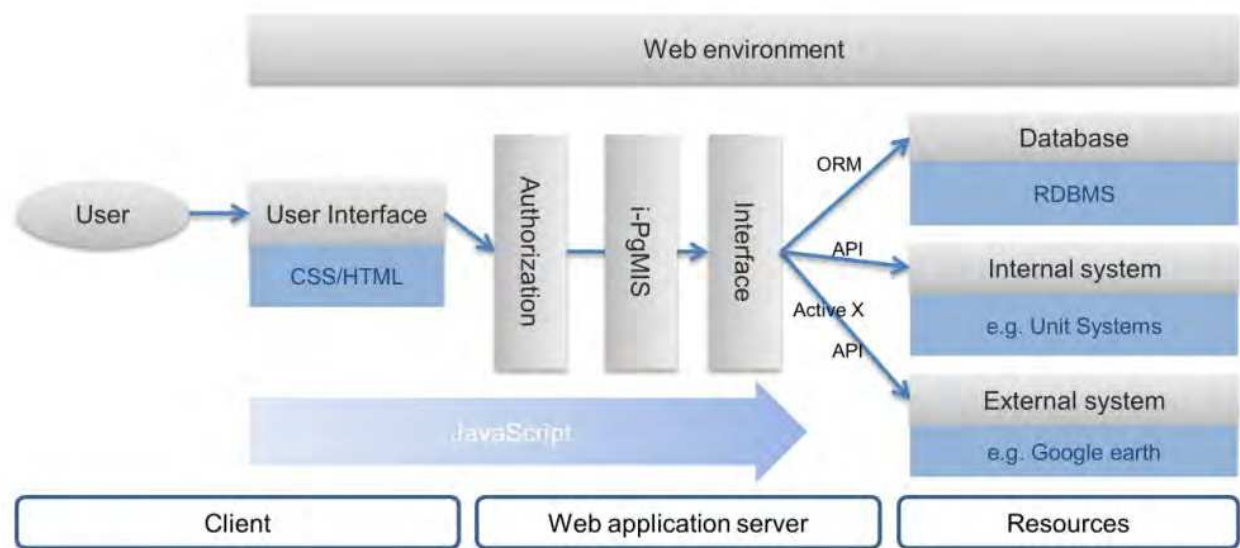 Web environment
User
User Interface
CSS/HTML
Authorization
i-PgMIS
Interface
ORM
API
Active X
API
Database
RDBMS
Internal system
e.g. Unit Systems
External system
e.g. Google earth
JavaScript
Client
Web application server
Resources